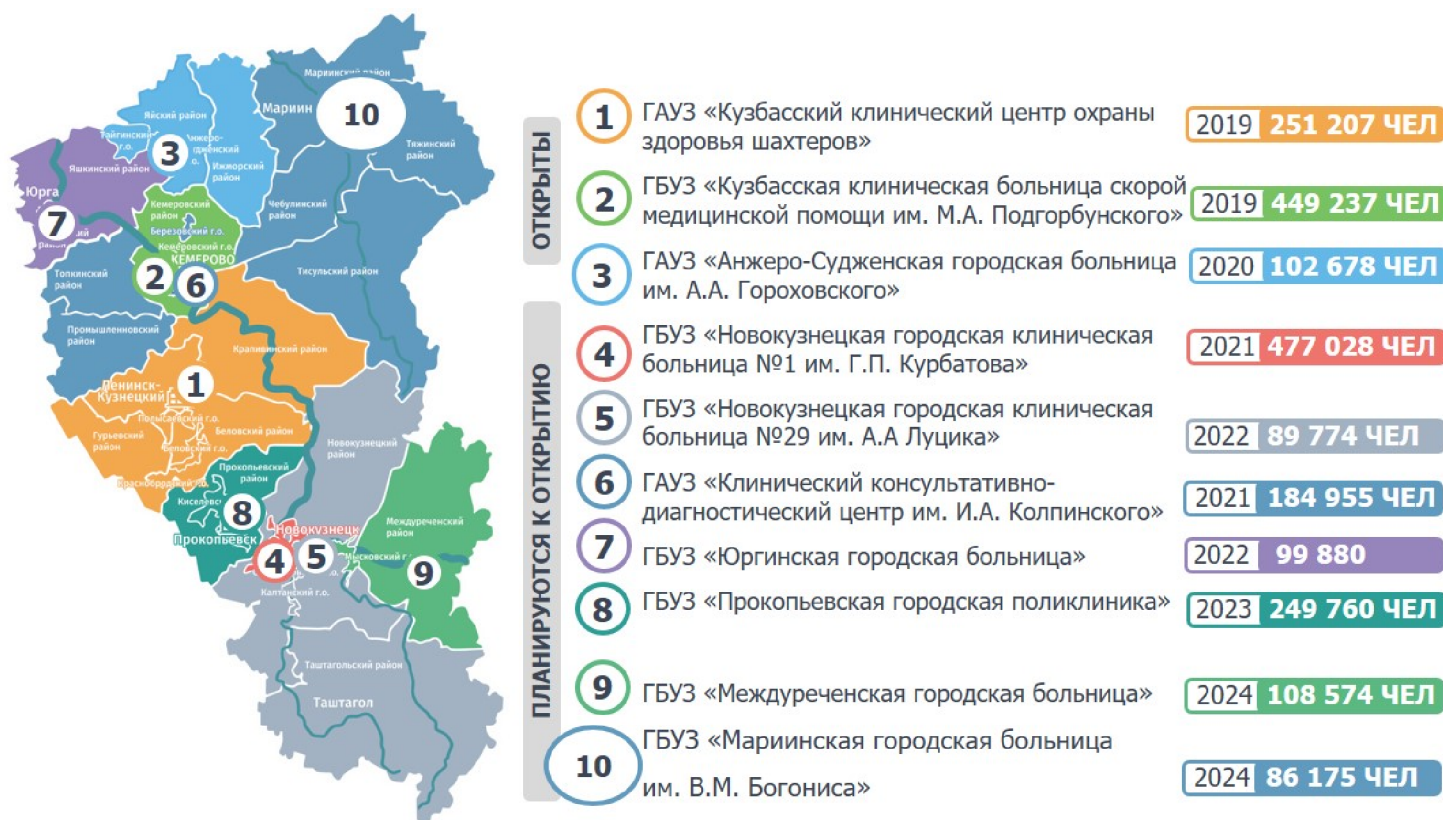 Мариинский район
Мариин
10
Яйский район
3
Ижморский
район
Тяжинский
район
Чебулинский
район
Яшкинский район
Юрга
7
район
Кемеровский
район
Березовский г.о.
Кемеровский г.о.
КЕМЕРОВО
2
6
Топкинский
район
Тисульский район
Промышленновский
район
Крапивинский район
Ленинск-
Кузнецкий
1
Полысаевский г.о.
Гурьевский
район
Беловский район
Беловский г.о.
Краснобродский г.о.
Новокузнецкий
район
Прокопьевский
район
Киселевс
8
Прокопьевск
Новокузнецк
4
5
Междуреченский
район
Мысковский г.
9
Калтанский г.о.
Таштагольский район
Таштагол
ОТКРЫТЫ
1
ГАУЗ «Кузбасский клинический центр охраны
здоровья шахтеров»
2019 251 207 ЧЕЛ
2
ГБУЗ «Кузбасская клиническая больница скорой
медицинской помощи им. М.А. Подгорбунского»
2019 449 237 ЧЕЛ
3
ГАУЗ «Анжеро-Судженская городская больница
им. А.А. Гороховского»
2020 102 678 ЧЕЛ
ПЛАНИРУЮТСЯ К ОТКРЫТИЮ
4
ГБУЗ «Новокузнецкая городская клиническая
больница №1 им. Г.П. Курбатова»
2021 477 028 ЧЕЛ
5
ГБУЗ «Новокузнецкая городская клиническая
больница №29 им. А.А Луцика»
2022 89 774 ЧЕЛ
6
ГАУЗ «Клинический консультативно-
диагностический центр им. И.А. Колпинского»
2021 184 955 ЧЕЛ
7
ГБУЗ «Юргинская городская больница»
2022 99 880
8
ГБУЗ «Прокопьевская городская поликлиника»
2023 249 760 ЧЕЛ
9
ГБУЗ «Междуреченская городская больница»
2024 108 574 ЧЕЛ
10
ГБУЗ «Мариинская городская больница
им. В.М. Богониса»
2024 86 175 ЧЕЛ